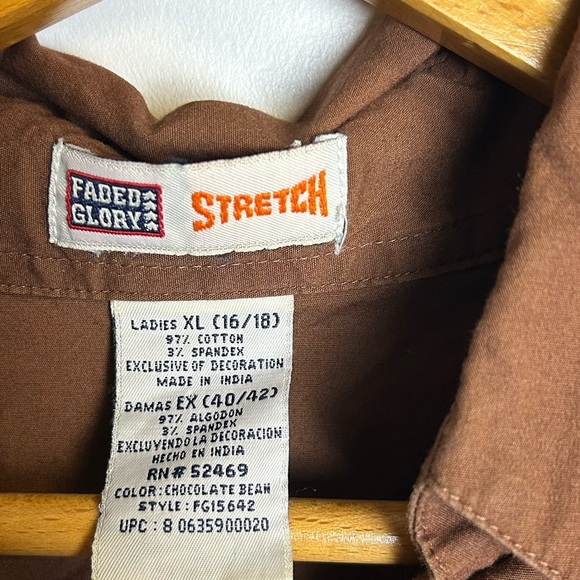 FADED
GLORY
STRETCH
LADIES XL (16/18)
97% COTTON
3% SPANDEX
EXCLUSIVE OF DECORATION
MADE IN INDIA
DAMAS EX (40/42)
97% ALGODON
3% SPANDEX
EXCLUYENDO LA DECORACION
HECHO EN INDIA
RN# 52469
COLOR: CHOCOLATE BEAN
STYLE: FG15642
UPC: 8 0635900020